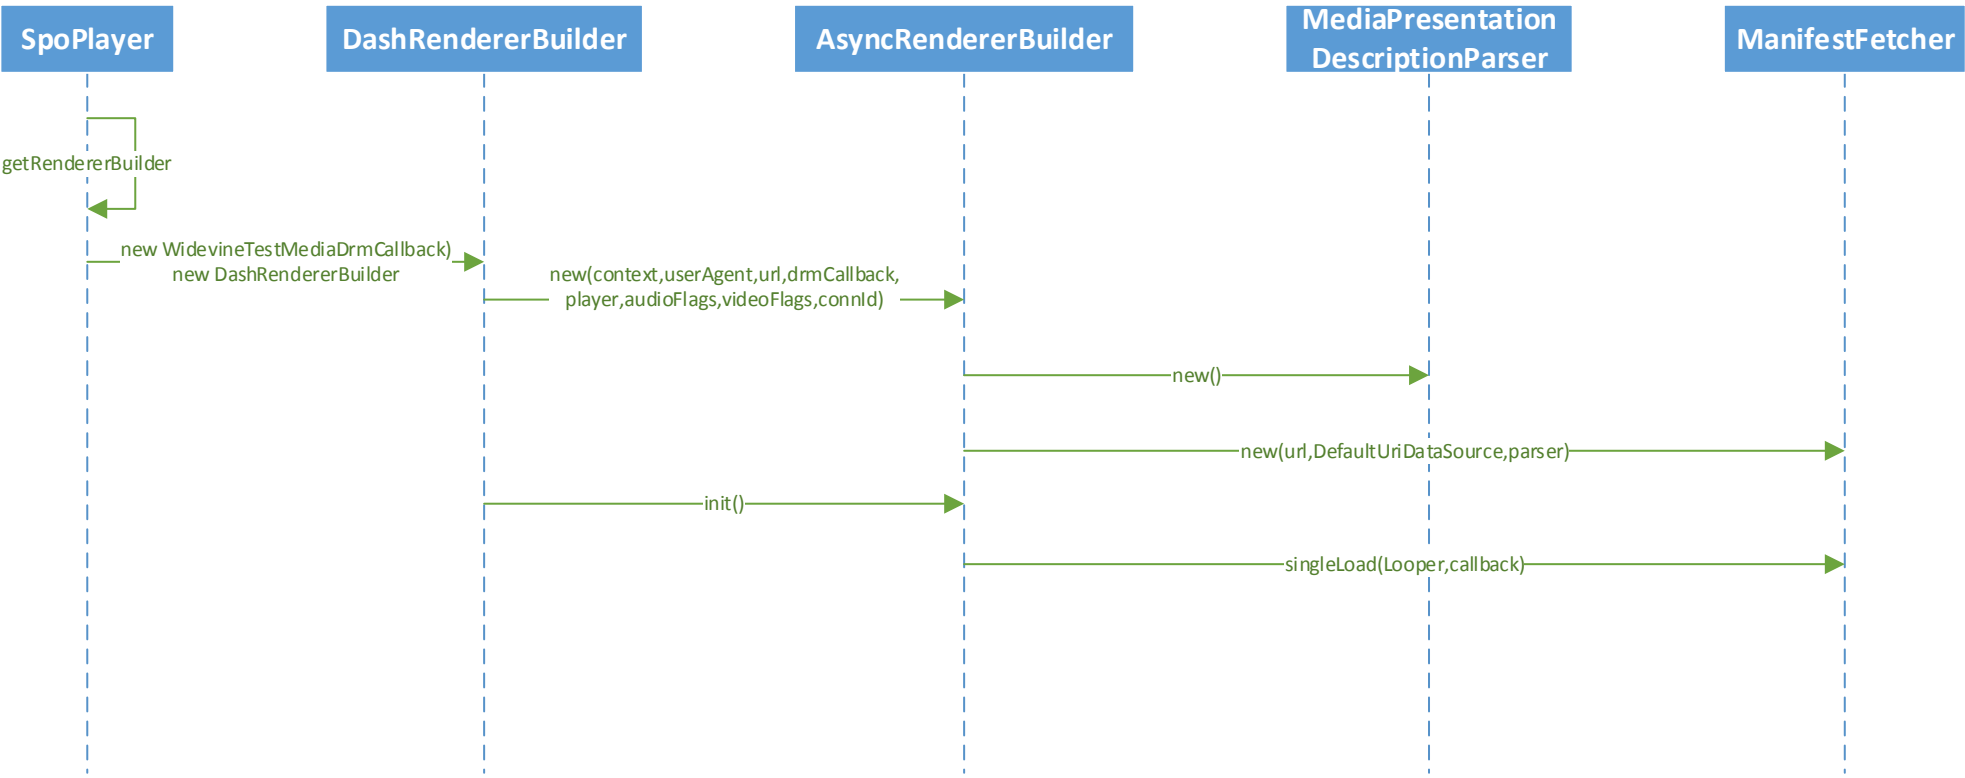 SpoPlayer
DashRendererBuilder
AsyncRendererBuilder
MediaPresentation
DescriptionParser
ManifestFetcher
getRendererBuilder
new WidevineTestMediaDrmCallback)
new DashRendererBuilder
new(context,userAgent,url,drmCallback,
player,audioFlags,videoFlags,connId)
new()
new(url,DefaultUriDataSource,parser)
init()
singleLoad(Looper,callback)